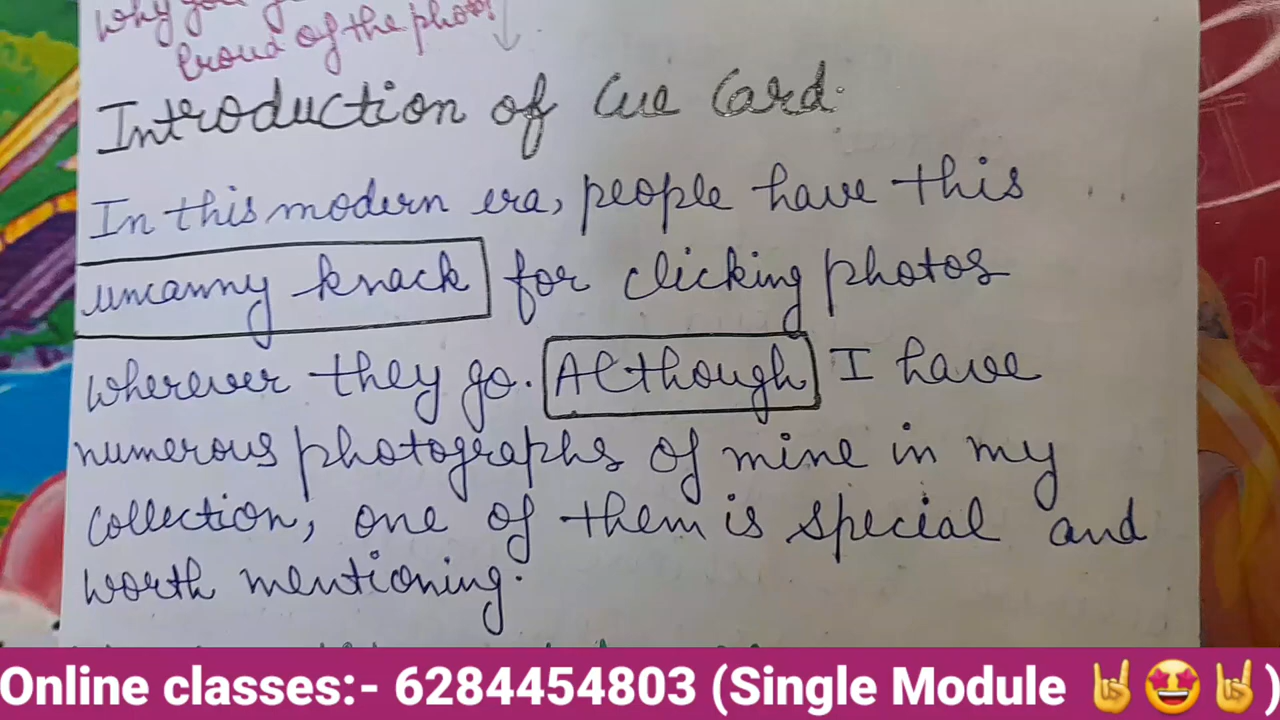 Why you
Proud of the photo?
Introduction of Cue Card.
In this modern era, people have this
uncanny knack for clicking photos
wherever they go. Although I have
numerous photographs of mine in my
collection, one of them is special and
worth mentioning.
Online classes:- 6284454803 (Single Module 🤘🤩🤘)